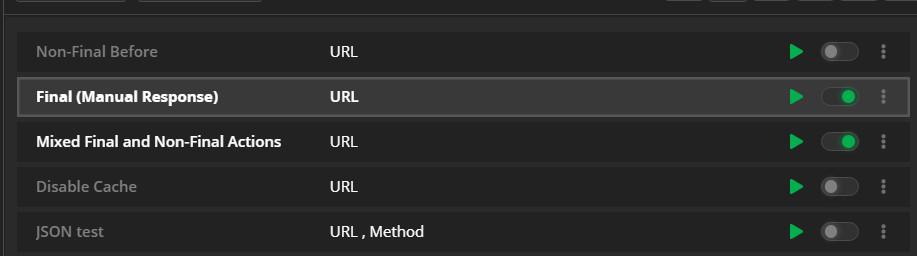 Non-Final Before URL
Final (Manual Response) URL
Mixed Final and Non-Final Actions URL
Disable Cache URL
JSON test URL , Method